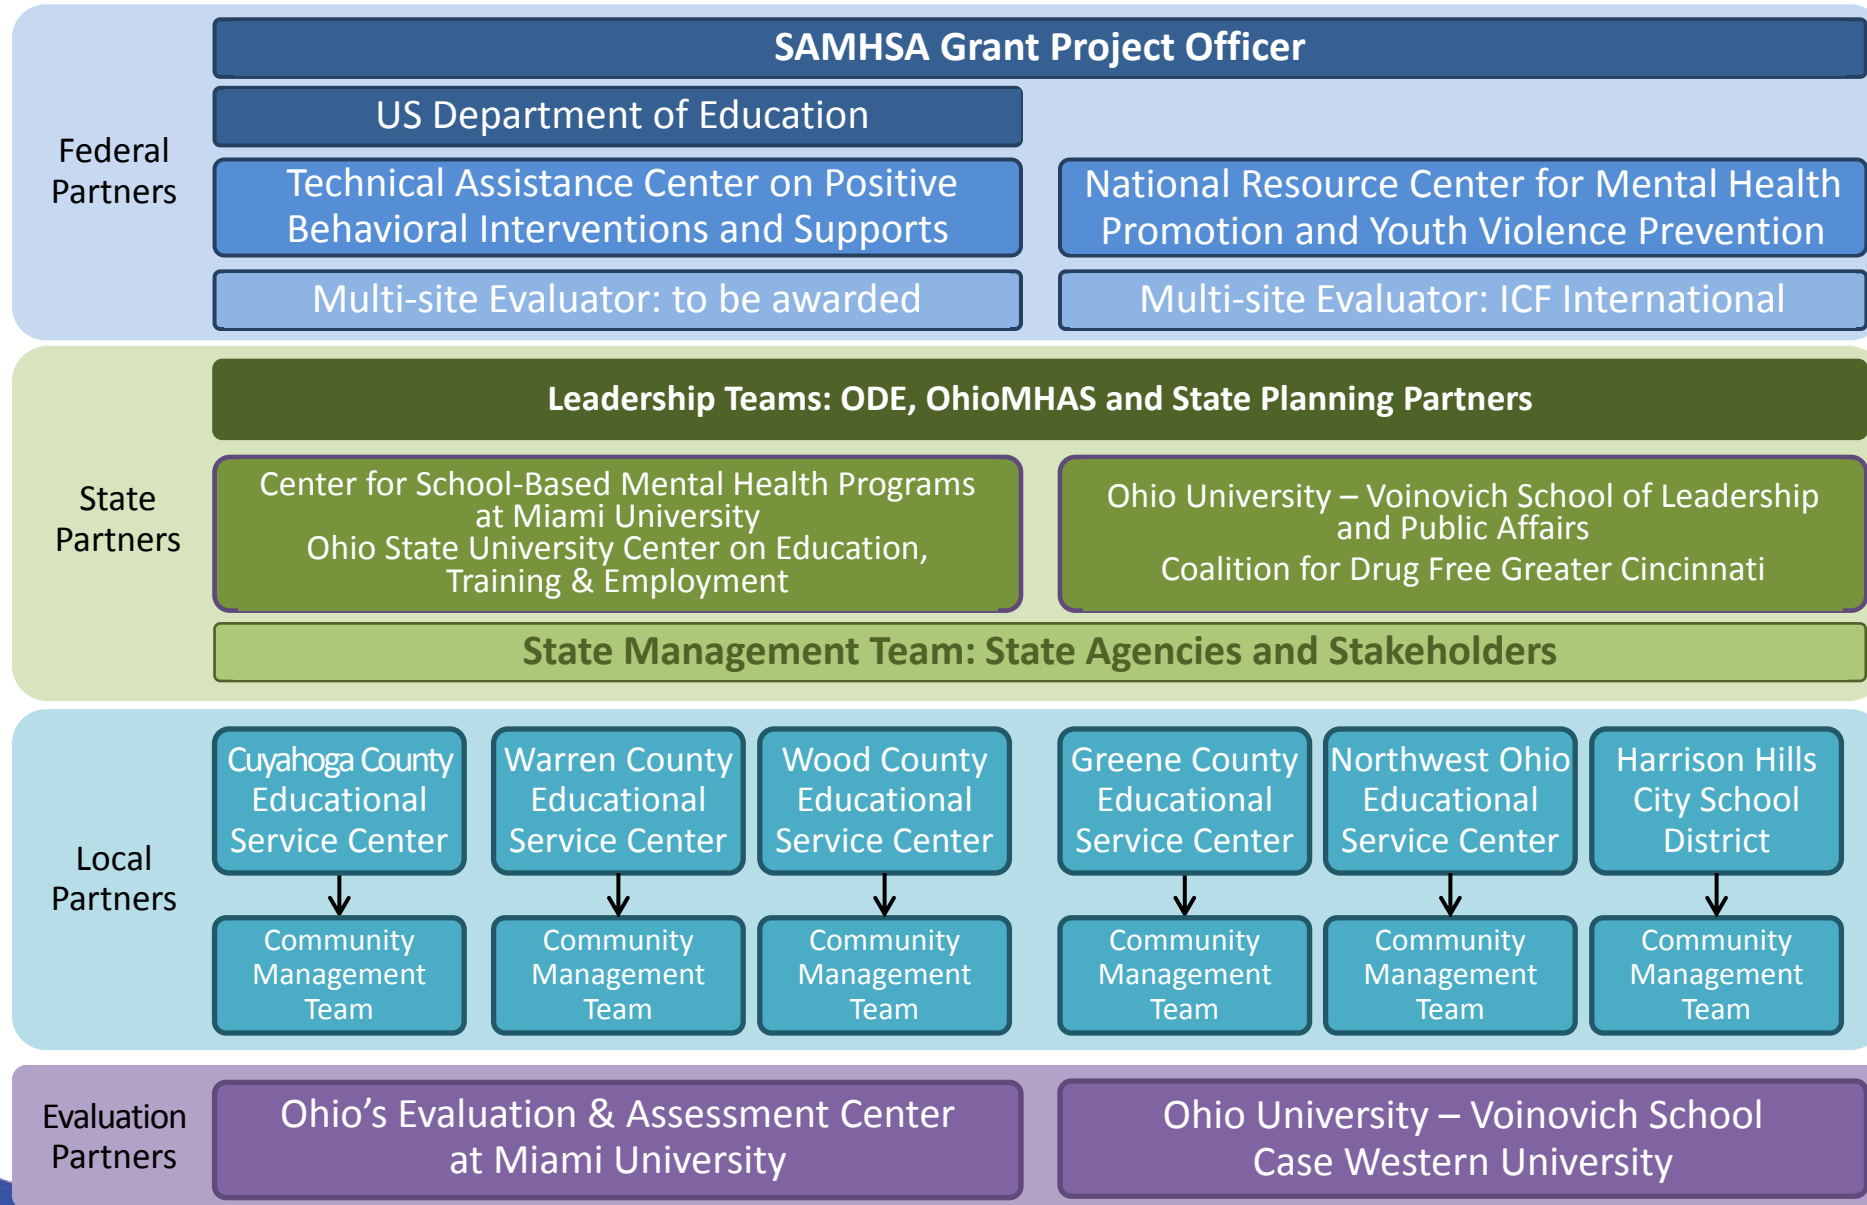 SAMHSA Grant Project Officer
Federal
Partners
US Department of Education
Technical Assistance Center on Positive
Behavioral Interventions and Supports
National Resource Center for Mental Health
Promotion and Youth Violence Prevention
Multi-site Evaluator: to be awarded
Multi-site Evaluator: ICF International
State
Partners
Leadership Teams: ODE, OhioMHAS and State Planning Partners
Center for School-Based Mental Health Programs
at Miami University
Ohio State University Center on Education,
Training & Employment
Ohio University – Voinovich School of Leadership
and Public Affairs
Coalition for Drug Free Greater Cincinnati
State Management Team: State Agencies and Stakeholders
Local
Partners
Cuyahoga County
Educational
Service Center
Warren County
Educational
Service Center
Wood County
Educational
Service Center
Greene County
Educational
Service Center
Northwest Ohio
Educational
Service Center
Harrison Hills
City School
District
Community
Management
Team
Community
Management
Team
Community
Management
Team
Community
Management
Team
Community
Management
Team
Community
Management
Team
Evaluation
Partners
Ohio’s Evaluation & Assessment Center
at Miami University
Ohio University – Voinovich School
Case Western University